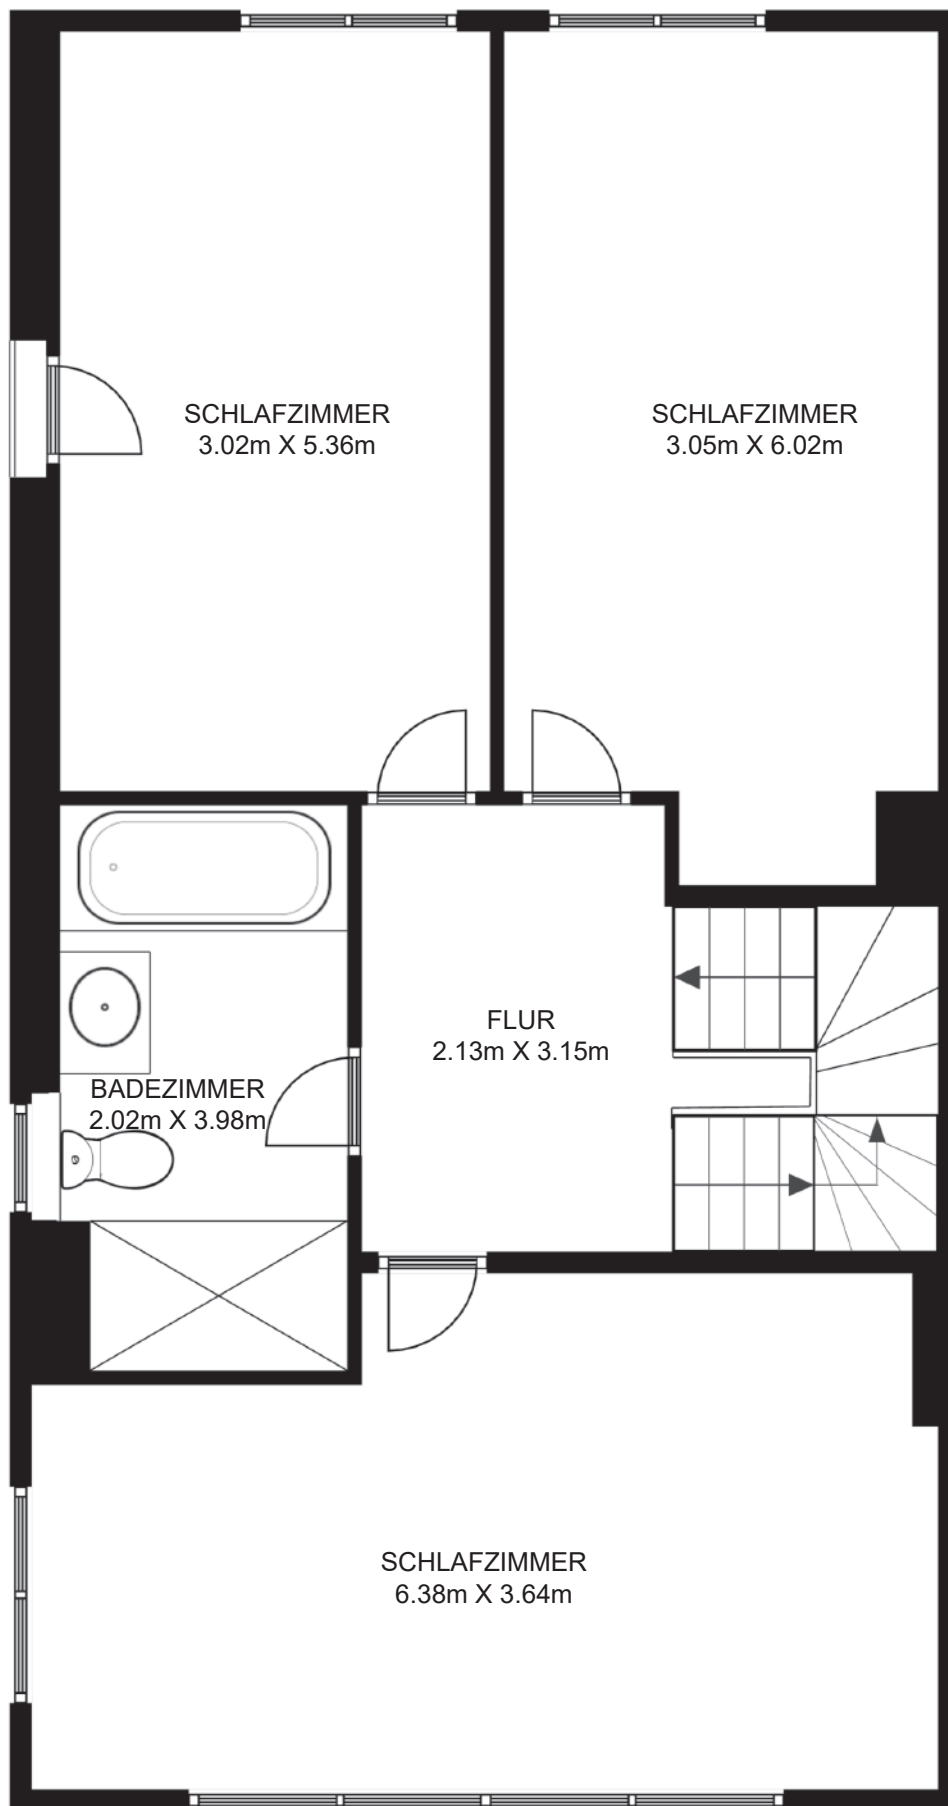 SCHLAFZIMMER
3.02m X 5.36m
SCHLAFZIMMER
3.05m X 6.02m
FLUR
2.13m X 3.15m
BADEZIMMER
2.02m X 3.98m
SCHLAFZIMMER
6.38m X 3.64m